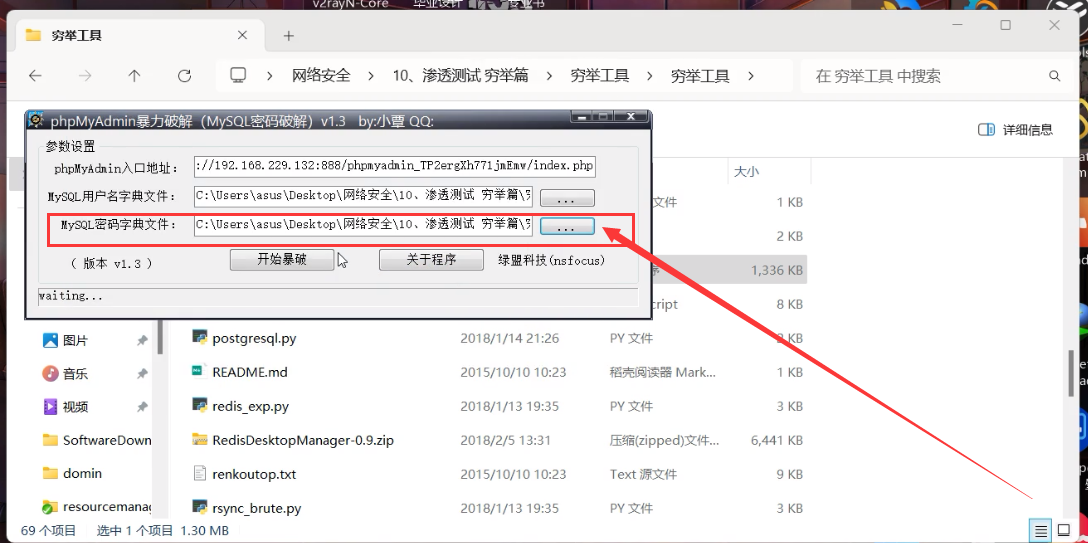 v2rayN-Core 毕业设计 专业书
穷举工具
网络安全 > 10、渗透测试 穷举篇 > 穷举工具 > 穷举工具 >
在 穷举工具 中搜索
详细信息
phpMyAdmin暴力破解（MySQL密码破解）v1.3 by:小覃 QQ:
参数设置
phpMyAdmin入口地址： ://192.168.229.132:888/phpmyadmin_TP2ergXh771jmEmv/index.php
MySQL用户名字典文件： C:\Users\asus\Desktop\网络安全\10、渗透测试 穷举篇\ ...
MySQL密码字典文件： C:\Users\asus\Desktop\网络安全\10、渗透测试 穷举篇\ ...
（ 版本 v1.3 ） 开始暴破 关于程序 绿盟科技(nsfocus)
waiting...
大小
文件 1 KB
2 KB
序 1,336 KB
cript 8 KB
图片 postgresql.py 2018/1/14 21:26 PY 文件 KB
音乐 README.md 2015/10/10 10:23 稻壳阅读器 Mark... 1 KB
视频 redis_exp.py 2018/1/13 19:35 PY 文件 3 KB
SoftwareDown RedisDesktopManager-0.9.zip 2018/2/5 13:31 压缩(zipped)文件... 6,441 KB
domin renkoutop.txt 2015/10/10 10:23 Text 源文件 9 KB
resourcemanag rsync_brute.py 2018/1/13 19:35 PY 文件 3 KB
69 个项目 选中 1 个项目 1.30 MB